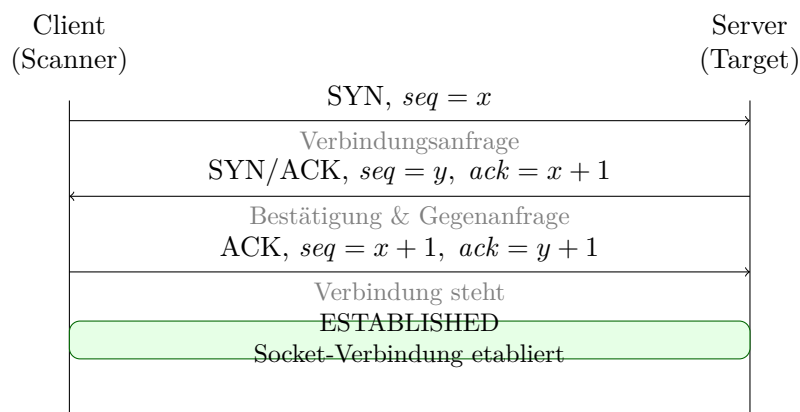 Client
(Scanner)
Server
(Target)
SYN, seq = x
Verbindungsanfrage
SYN/ACK, seq = y, ack = x + 1
Bestätigung & Gegenanfrage
ACK, seq = x + 1, ack = y + 1
Verbindung steht
ESTABLISHED
Socket-Verbindung etabliert